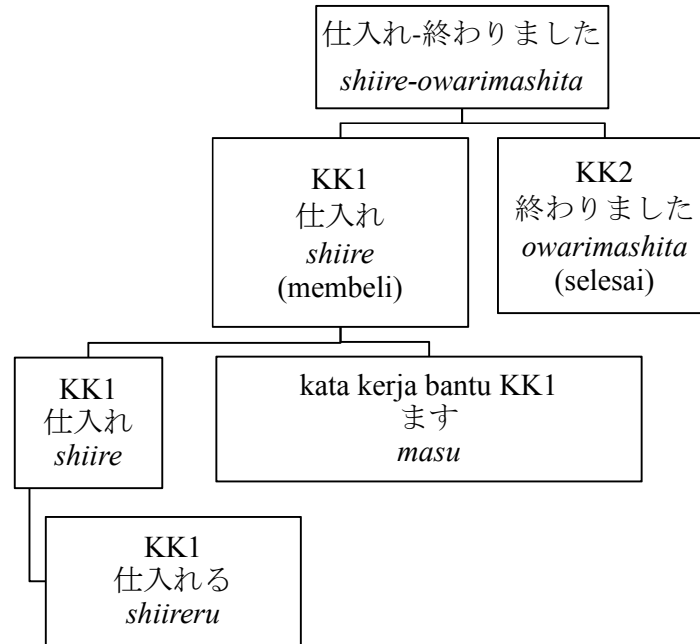 仕入れ-終わりました
shiire-owarimashita
KK1
仕入れ
shiire
(membeli)
KK2
終わりました
owarimashita
(selesai)
KK1
仕入れ
shiire
kata kerja bantu KK1
ます
masu
KK1
仕入れる
shiireru